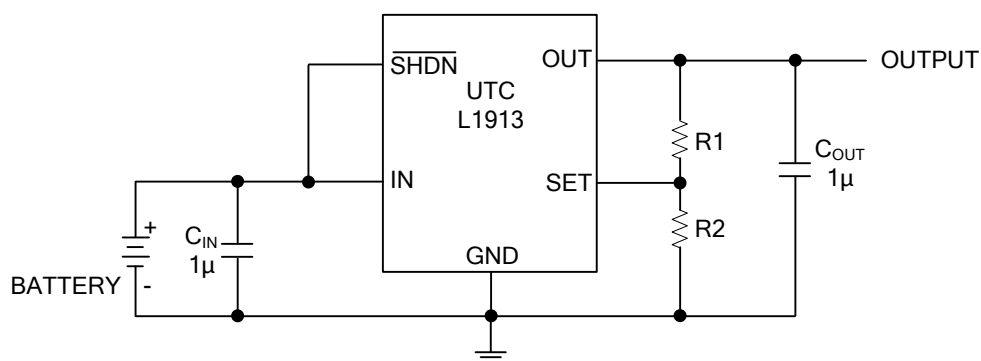 SHDN
OUT
OUTPUT
UTC
L1913
R1
COUT
1μ
IN
SET
R2
+
CIN
1μ
GND
BATTERY
-